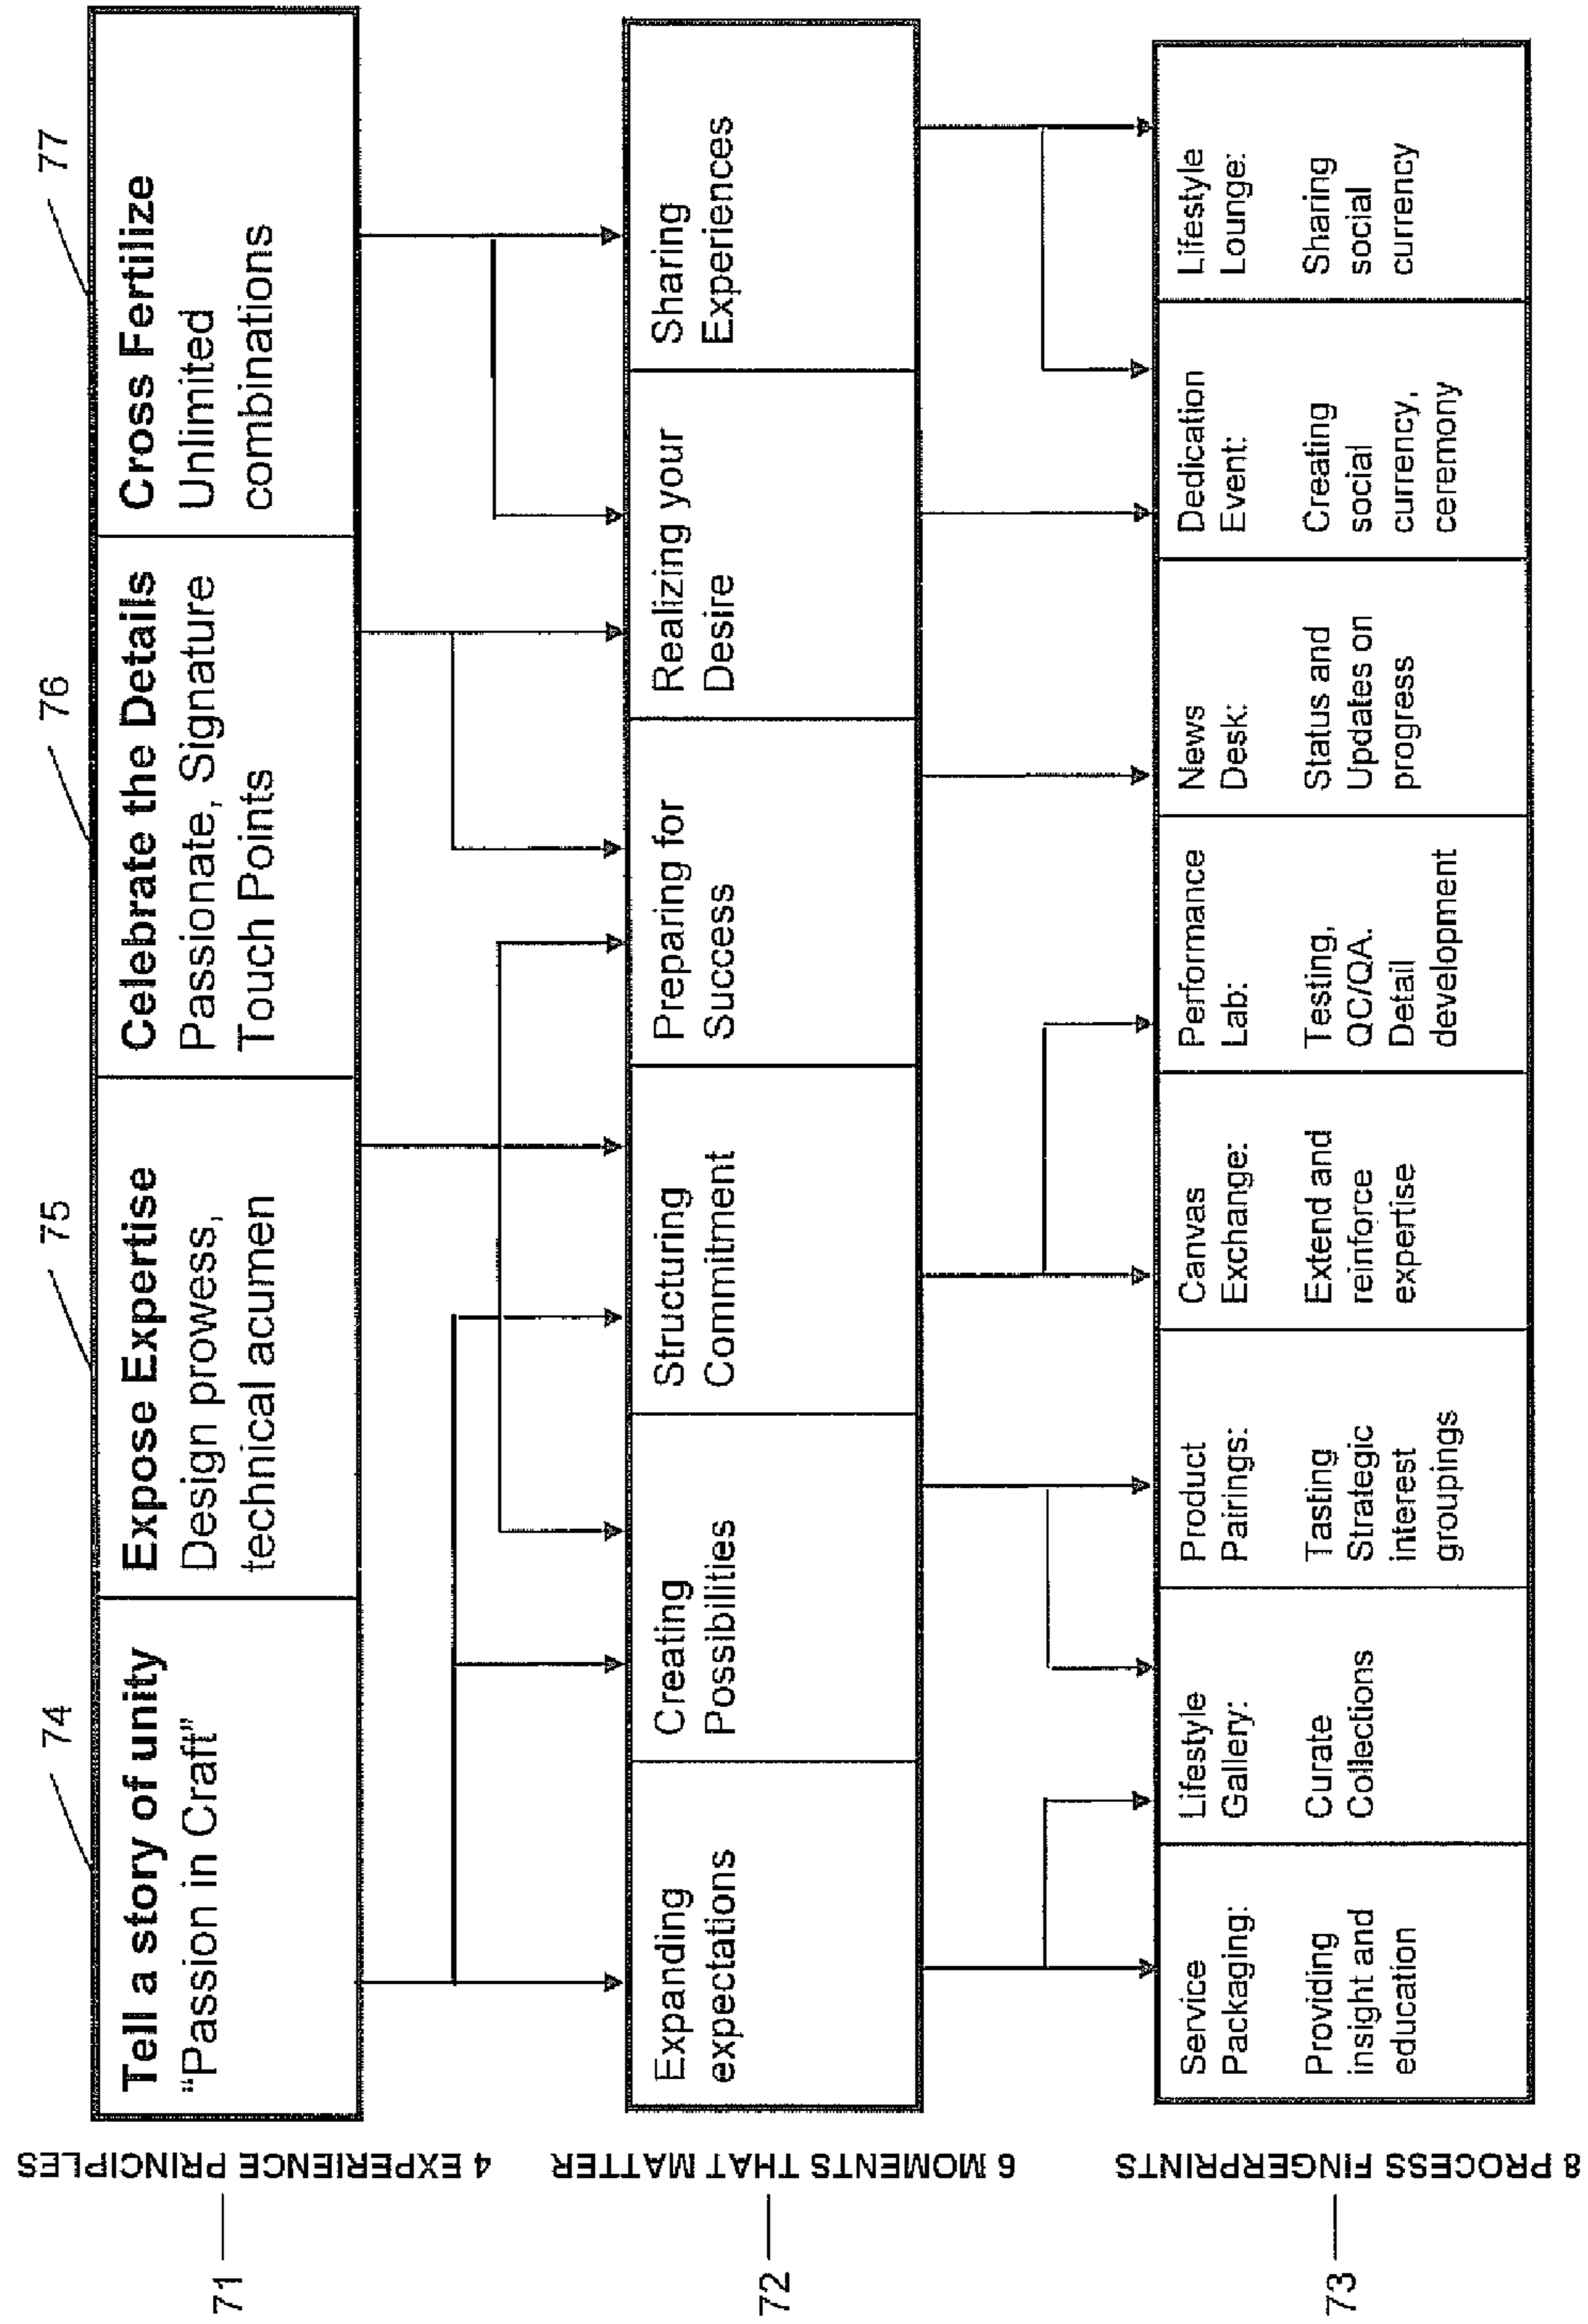 71
4 EXPERIENCE PRINCIPLES
74
Tell a story of unity
“Passion in Craft”
75
Expose Expertise
Design prowess,
technical acumen
76
Celebrate the Details
Passionate, Signature
Touch Points
77
Cross Fertilize
Unlimited
combinations
72
6 MOMENTS THAT MATTER
Expanding
expectations
Creating
Possibilities
Structuring
Commitment
Preparing for
Success
Realizing your
Desire
Sharing
Experiences
73
8 PROCESS FINGERPRINTS
Service
Packaging:
Providing
insight and
education
Lifestyle
Gallery:
Curate
Collections
Product
Pairings:
Tasting
Strategic
interest
groupings
Canvas
Exchange:
Extend and
reinforce
expertise
Performance
Lab:
Testing,
QC/QA.
Detail
development
News
Desk:
Status and
Updates on
progress
Dedication
Event:
Creating
social
currency,
ceremony
Lifestyle
Lounge:
Sharing
social
currency